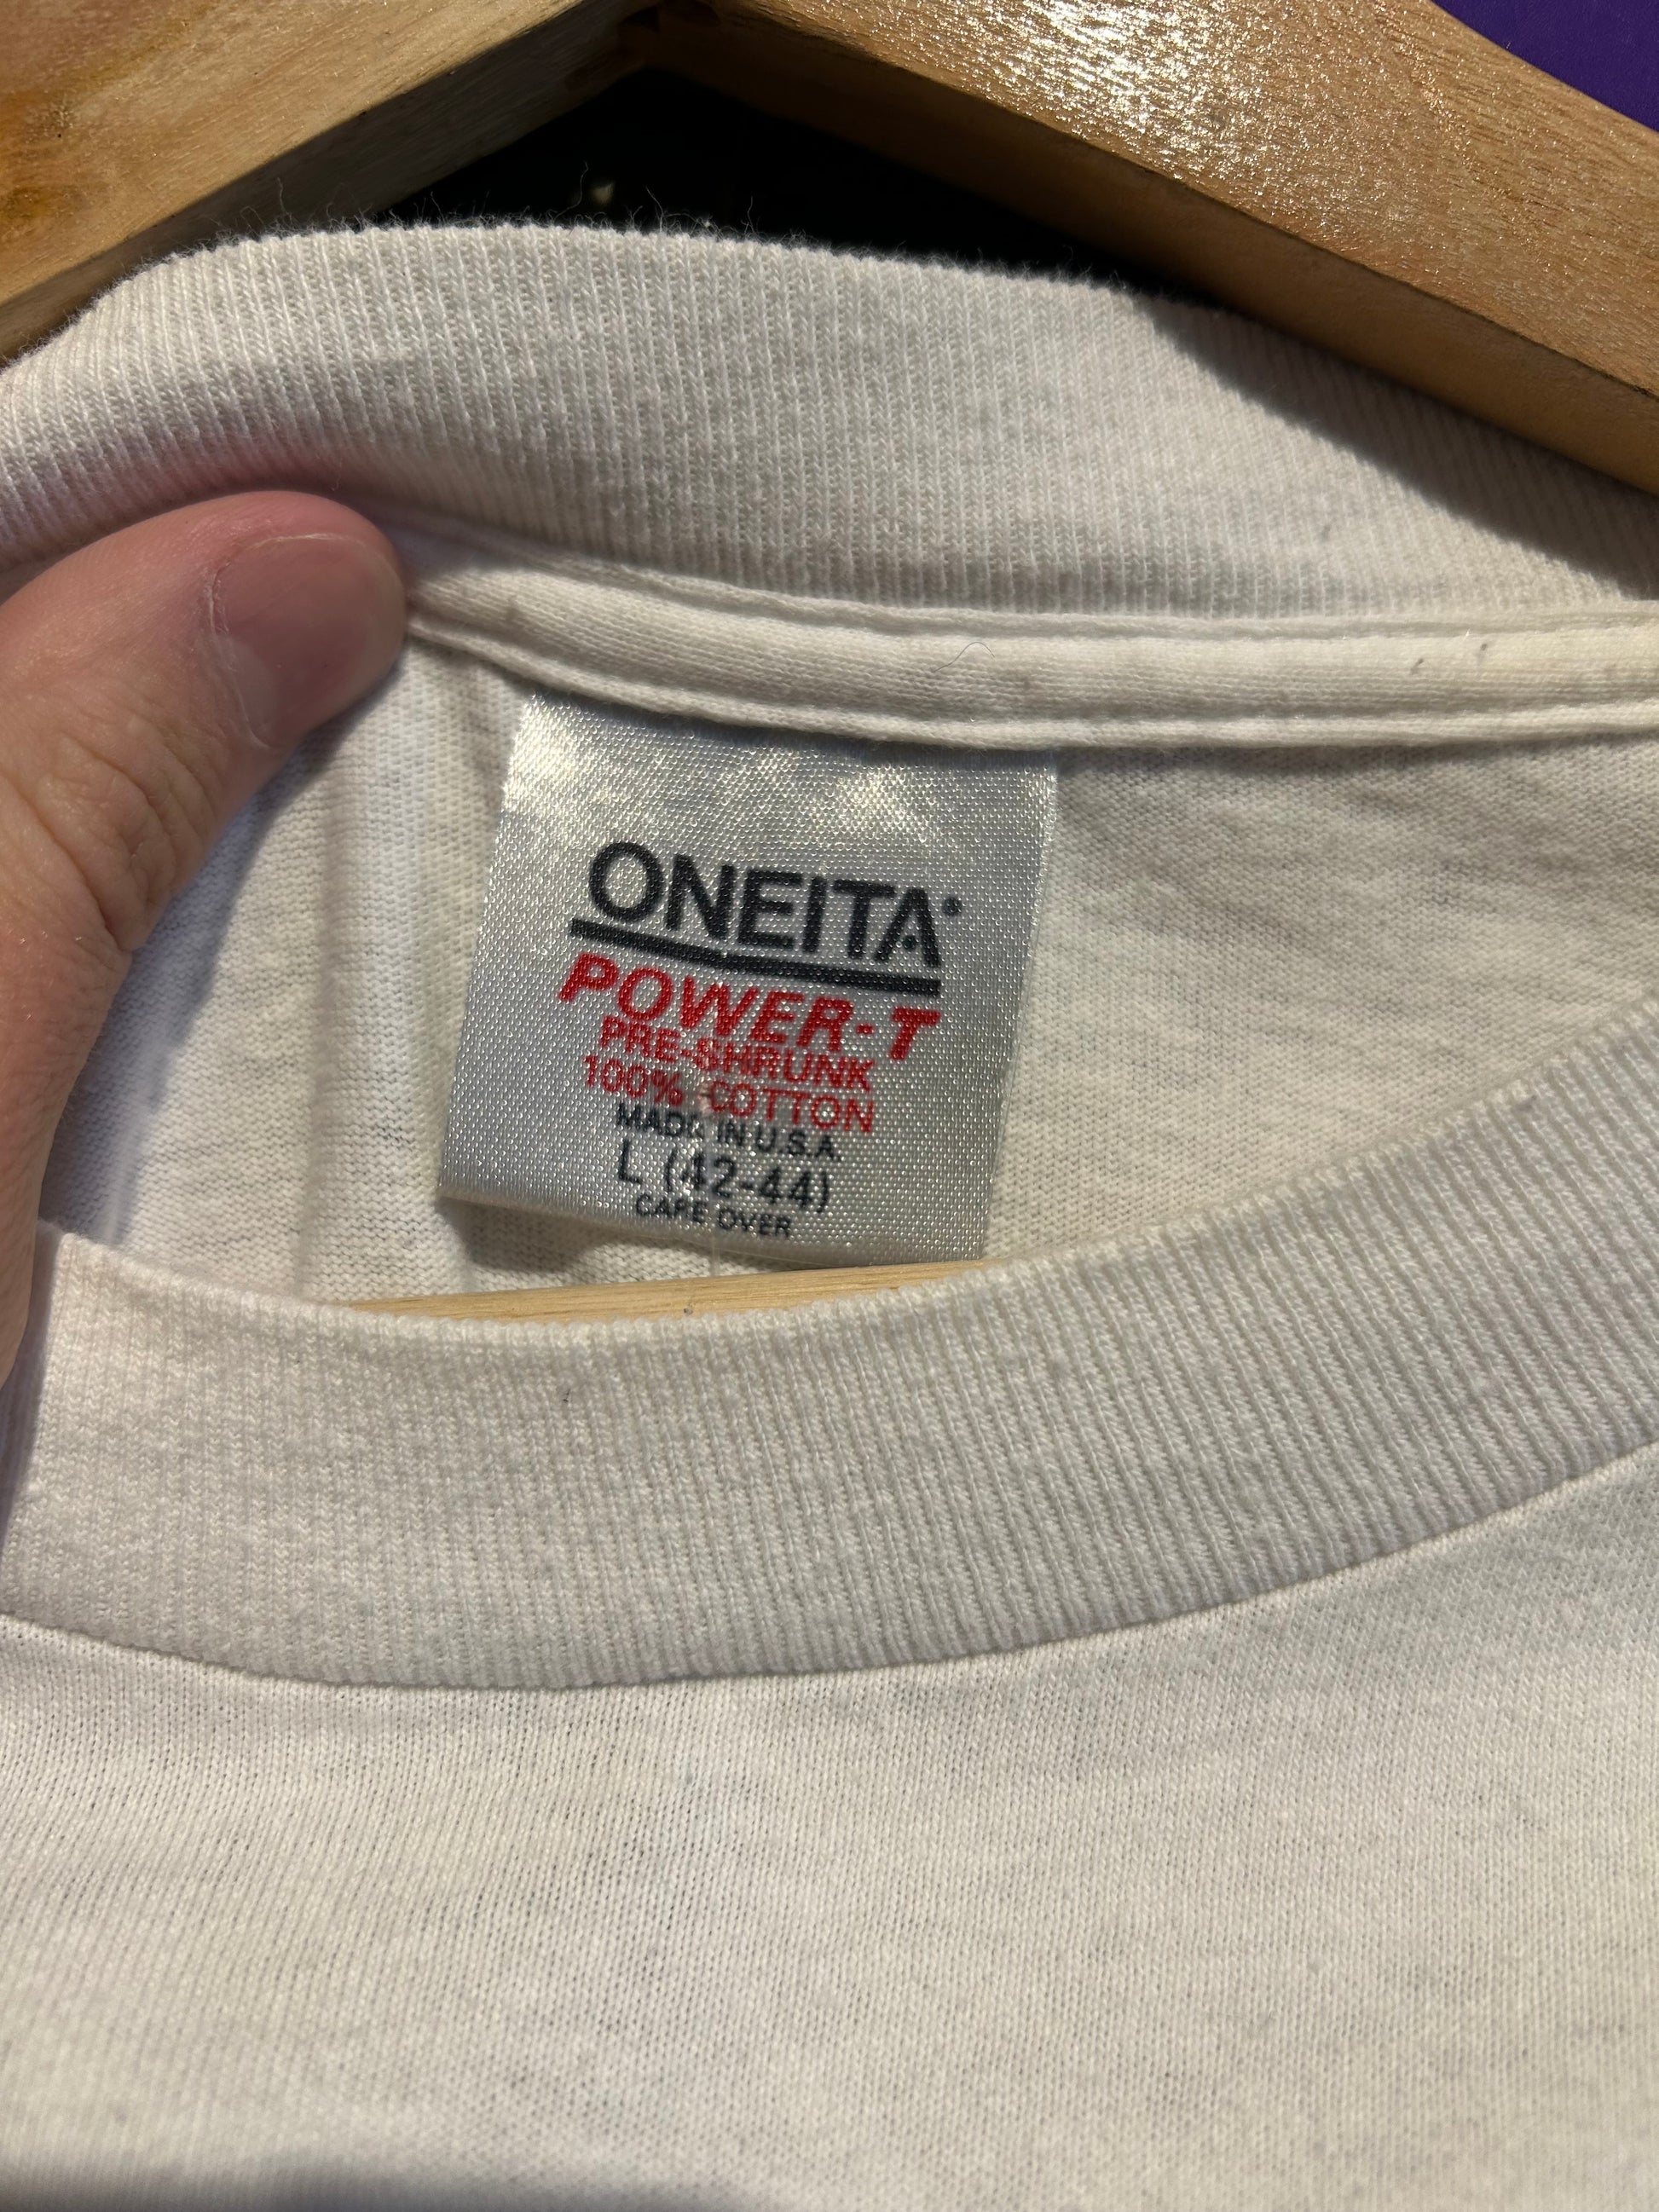 ONEITA
POWER-T
PRE-SHRUNK
100% COTTON
MADE IN U.S.A.
L (42-44)
CARE OVER